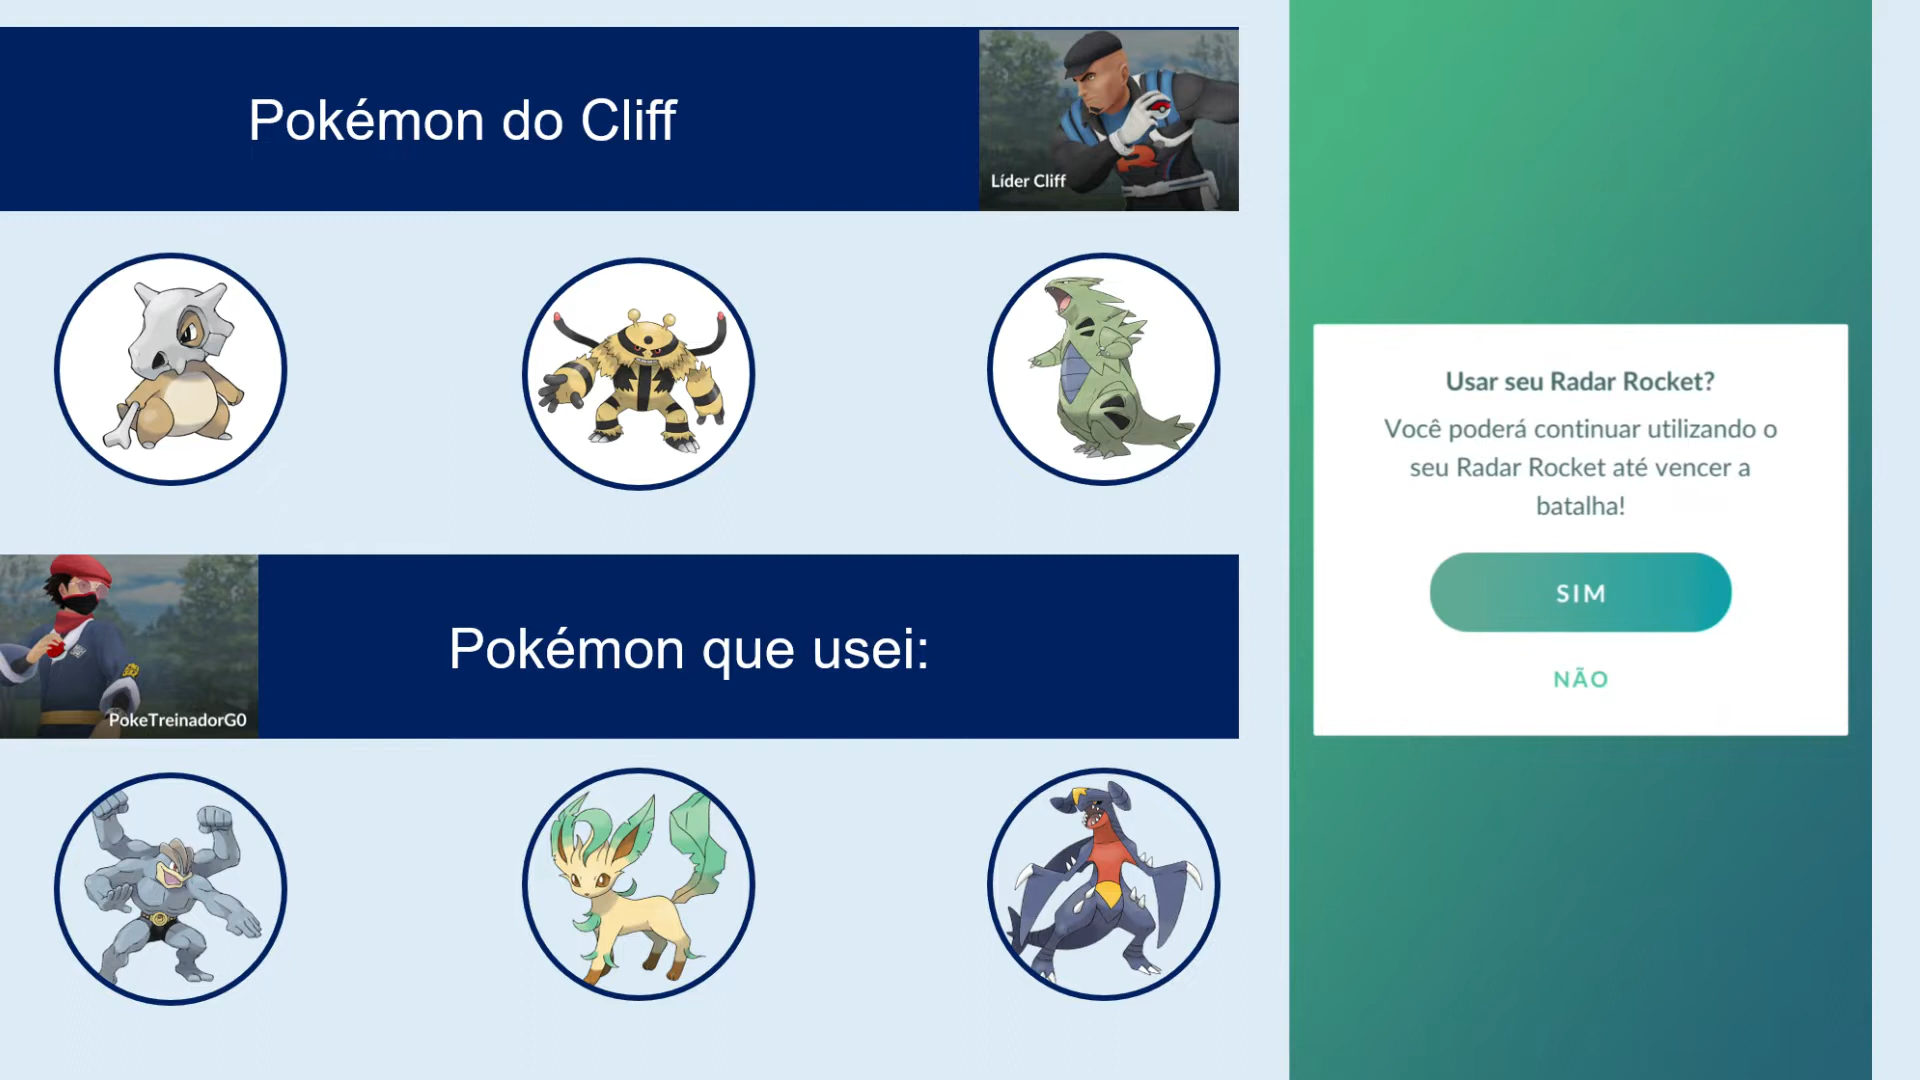 Pokémon do Cliff
Líder Cliff
Pokémon que usei:
PokeTreinadorG0
Usar seu Radar Rocket?
Você poderá continuar utilizando o
seu Radar Rocket até vencer a
batalha!
SIM
NÃO